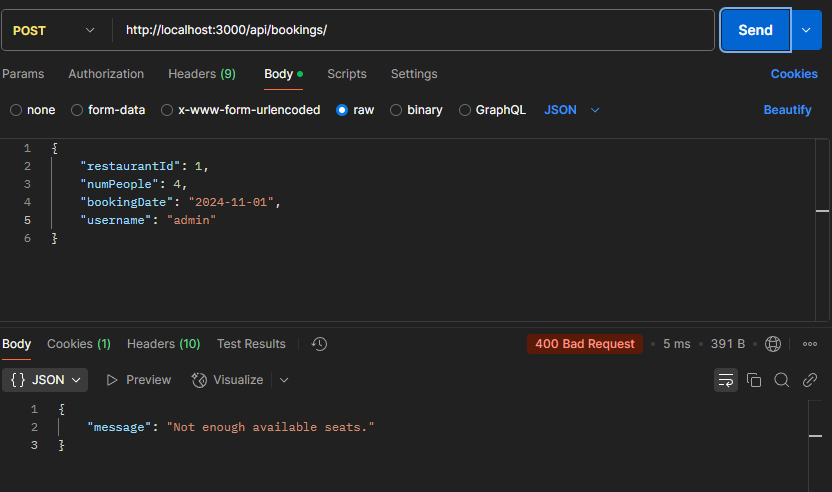 POST http://localhost:3000/api/bookings/ Send
Params Authorization Headers (9) Body Scripts Settings Cookies
none form-data x-www-form-urlencoded raw binary GraphQL JSON Beautify
1 {
2 "restaurantId": 1,
3 "numPeople": 4,
4 "bookingDate": "2024-11-01",
5 "username": "admin"
6 }
Body Cookies (1) Headers (10) Test Results 400 Bad Request • 5 ms • 391 B
{} JSON Preview Visualize
1 {
2 "message": "Not enough available seats."
3 }